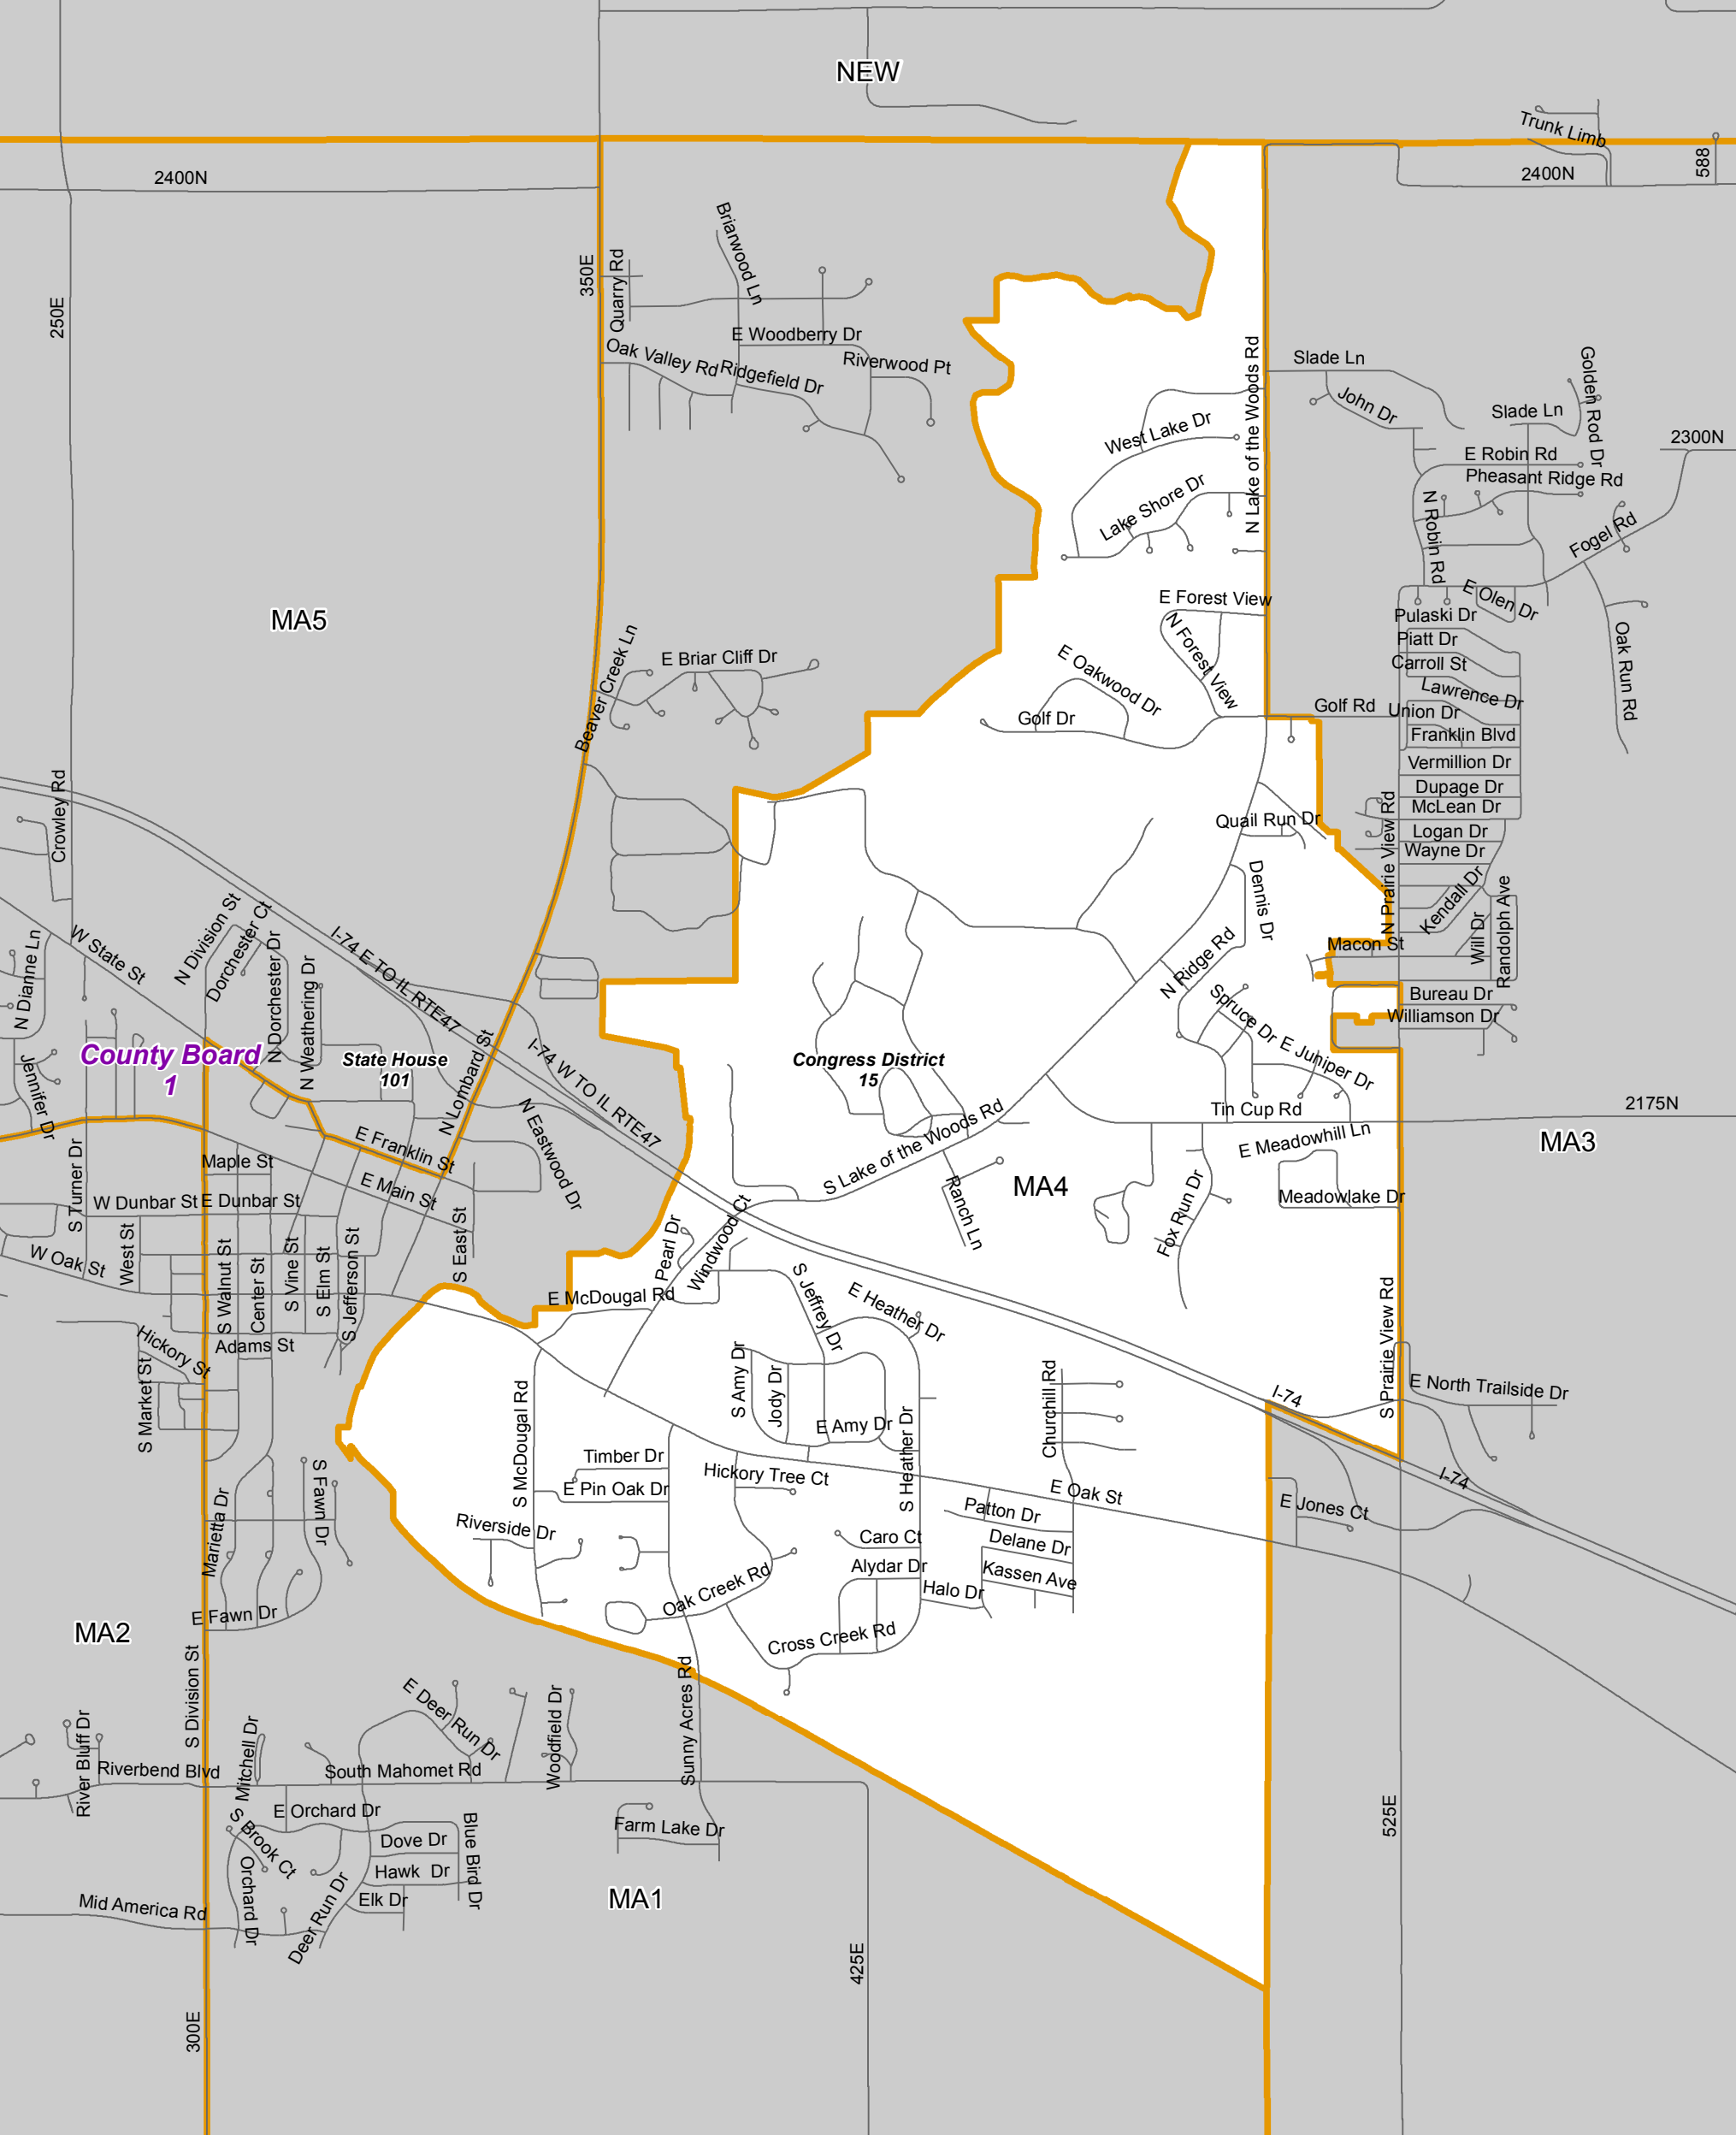 NEW
Trunk Limb
588
2400N
2400N
Briarwood Ln
350E
Quarry Rd
250E
E Woodberry Dr
Oak Valley Rd
Ridgefield Dr
Riverwood Pt
N Lake of the Woods Rd
Slade Ln
John Dr
Golden Rod Dr
Slade Ln
2300N
West Lake Dr
E Robin Rd
Pheasant Ridge Rd
Lake Shore Dr
N Robin Rd
Fogel Rd
E Forest View
E Olen Dr
MA5
N Forest View
Pulaski Dr
Piatt Dr
Oak Run Rd
Beaver Creek Ln
E Briar Cliff Dr
E Oakwood Dr
Carroll St
Lawrence Dr
Golf Dr
Golf Rd
Union Dr
Franklin Blvd
Vermillion Dr
Dupage Dr
Crowley Rd
N Prairie View Rd
McLean Dr
Quail Run Dr
Logan Dr
Wayne Dr
Dennis Dr
Kendall Dr
Randolph Ave
N Division St
Dorchester Ct
Will Dr
W State St
I-74 E TO IL RTE47
N Dianne Ln
N Dorchester Dr
N Weathering Dr
N Ridge Rd
Macon St
Spruce Dr
Bureau Dr
Williamson Dr
County Board
1
State House
101
N Lombard St
I-74 W TO IL RTE47
Congress District
15
E Juniper Dr
Jennifer Dr
N Eastwood Dr
S Lake of the Woods Rd
Tin Cup Rd
2175N
E Franklin St
E Meadowhill Ln
MA3
Maple St
E Main St
S Turner Dr
W Dunbar St
E Dunbar St
Ranch Ln
MA4
Meadowlake Dr
Fox Run Dr
W Oak St
West St
S Walnut St
Center St
S Vine St
S Elm St
S Jefferson St
S East St
Pearl Dr
Windwood Ct
E McDougal Rd
S Jeffrey Dr
E Heather Dr
S Prairie View Rd
Hickory St
Adams St
S Market St
S McDougal Rd
S Amy Dr
Jody Dr
E Amy Dr
S Heather Dr
Churchill Rd
I-74
E North Trailside Dr
Timber Dr
Hickory Tree Ct
E Pin Oak Dr
E Oak St
I-74
S Fawn Dr
Marietta Dr
Riverside Dr
Patton Dr
E Jones Ct
Caro Ct
Delane Dr
Alydar Dr
Kassen Ave
Halo Dr
Oak Creek Rd
E Fawn Dr
Cross Creek Rd
MA2
S Division St
Sunny Acres Rd
E Deer Run Dr
Woodfield Dr
River Bluff Dr
Mitchell Dr
Riverbend Blvd
South Mahomet Rd
E Orchard Dr
S Brook Ct
Dove Dr
Blue Bird Dr
Farm Lake Dr
525E
Hawk Dr
Orchard Dr
Elk Dr
Deer Run Dr
Mid America Rd
MA1
425E
300E